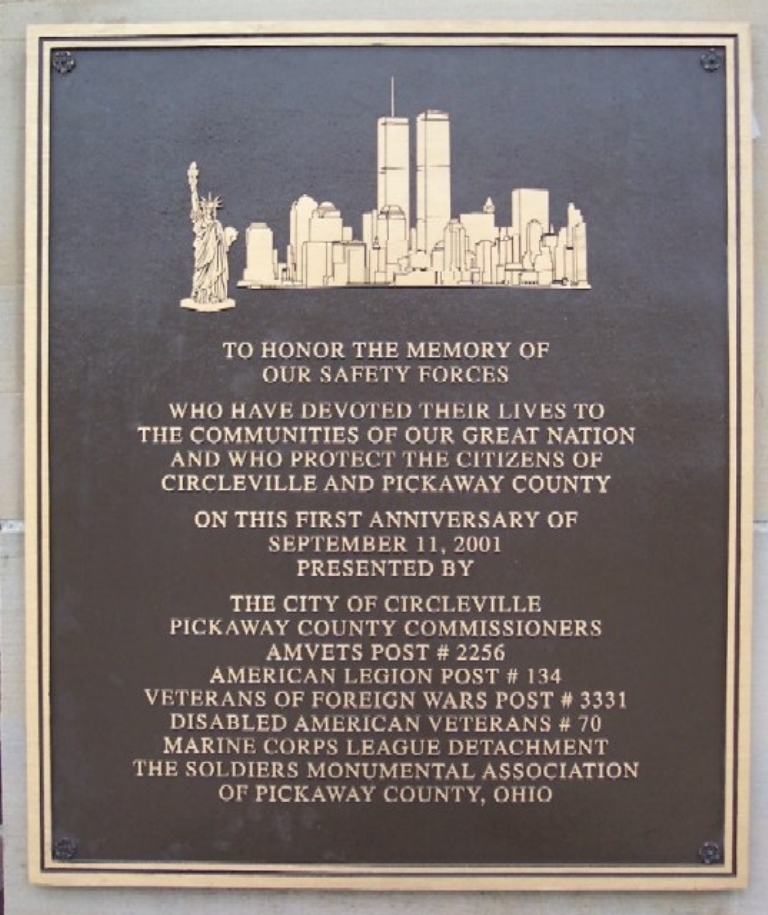 TO HONOR THE MEMORY OF
OUR SAFETY FORCES
WHO HAVE DEVOTED THEIR LIVES TO
THE COMMUNITIES OF OUR GREAT NATION
AND WHO PROTECT THE CITIZENS OF
CIRCLEVILLE AND PICKAWAY COUNTY
ON THIS FIRST ANNIVERSARY OF
SEPTEMBER 11, 2001
PRESENTED BY
THE CITY OF CIRCLEVILLE
PICKAWAY COUNTY COMMISSIONERS
AMVETS POST # 2256
AMERICAN LEGION POST # 134
VETERANS OF FOREIGN WARS POST # 3331
DISABLED AMERICAN VETERANS # 70
MARINE CORPS LEAGUE DETACHMENT
THE SOLDIERS MONUMENTAL ASSOCIATION
OF PICKAWAY COUNTY, OHIO